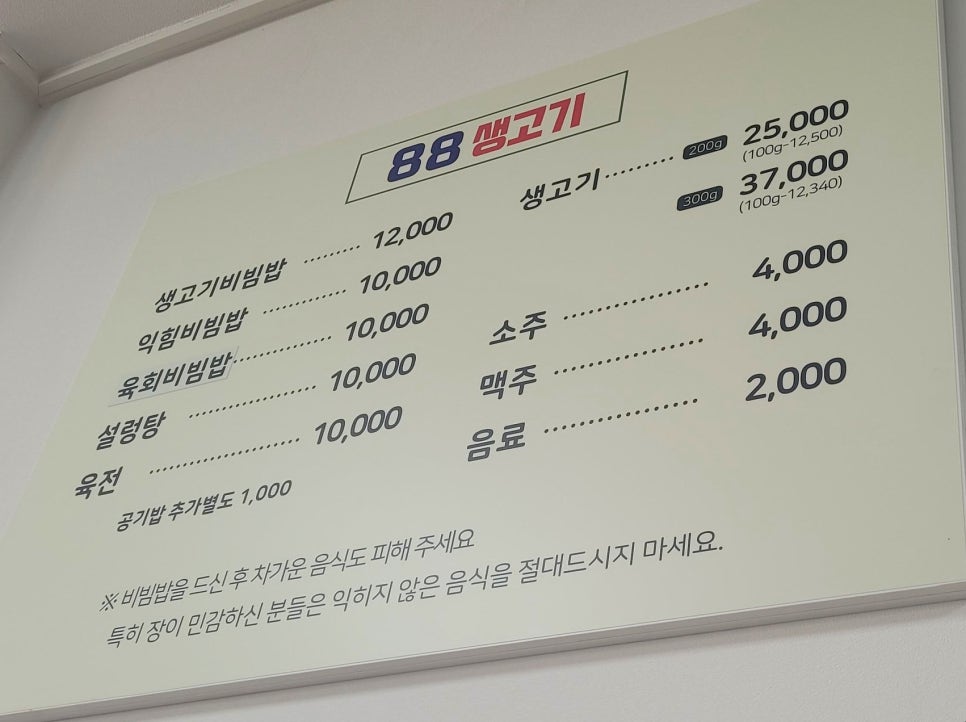 88 생고기
생고기비빔밥 ········ 12,000
익힘비빔밥 ············ 10,000
육회비빔밥 ············ 10,000
설렁탕 ················ 10,000
육전 ···················· 10,000
공기밥 추가별도 1,000
생고기 ·········· 200g 25,000
(100g-12,500)
300g 37,000
(100g-12,340)
소주 ···················· 4,000
맥주 ···················· 4,000
음료 ···················· 2,000
※ 비빔밥을 드신 후 차가운 음식도 피해 주세요
특히 장이 민감하신 분들은 익히지 않은 음식을 절대드시지 마세요.